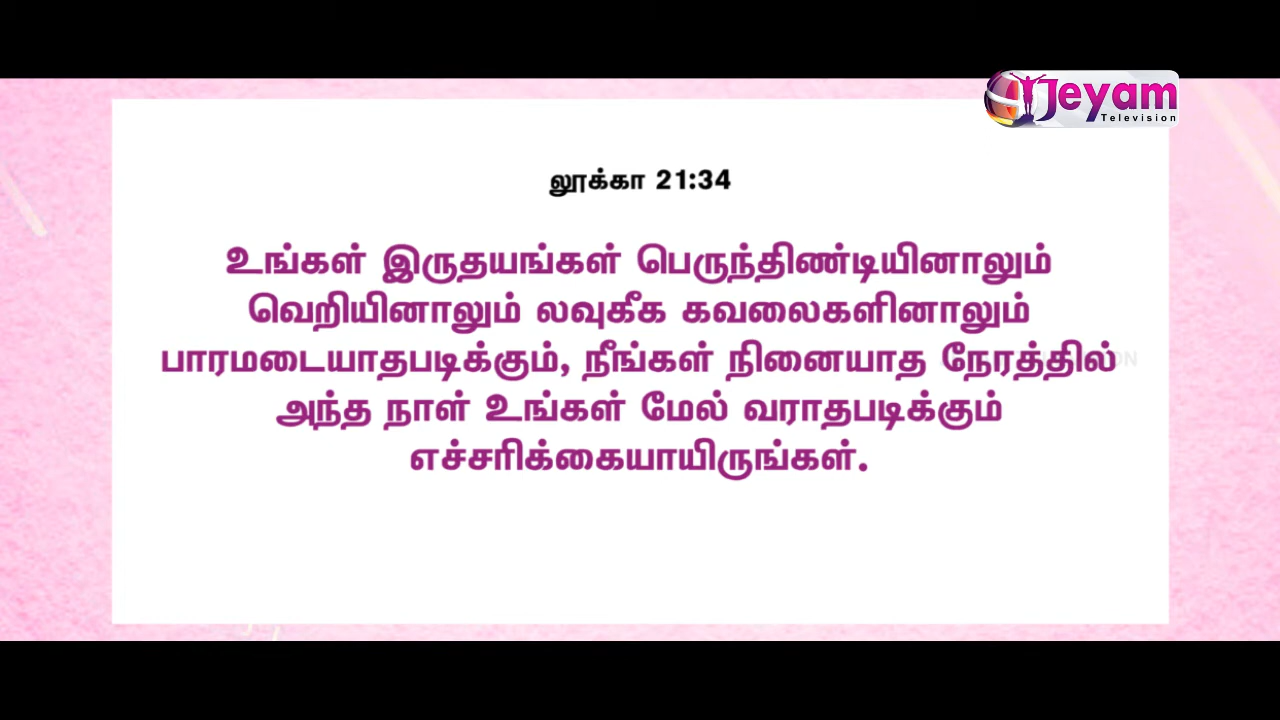 Jeyam
Television
லூக்கா 21:34
உங்கள் இருதயங்கள் பெருந்திண்டியினாலும்
வெறியினாலும் லவுகீக கவலைகளினாலும்
பாரமடையாதபடிக்கும், நீங்கள் நினையாத நேரத்தில்
அந்த நாள் உங்கள் மேல் வராதபடிக்கும்
எச்சரிக்கையாயிருங்கள்.